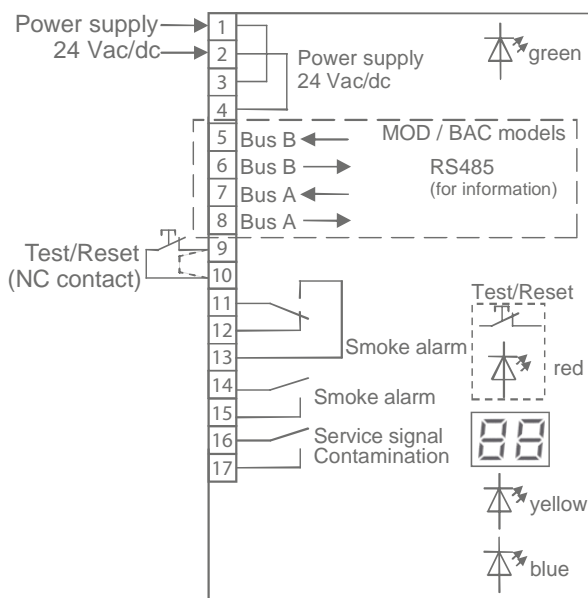 Power supply
24 Vac/dc
1
2
3
4
5
6
7
8
9
10
11
12
13
14
15
16
17
Power supply
24 Vac/dc
green
Bus B
Bus B
Bus A
Bus A
MOD / BAC models
RS485
(for information)
Test/Reset
(NC contact)
Smoke alarm
Smoke alarm
Service signal
Contamination
Test/Reset
red
88
yellow
blue